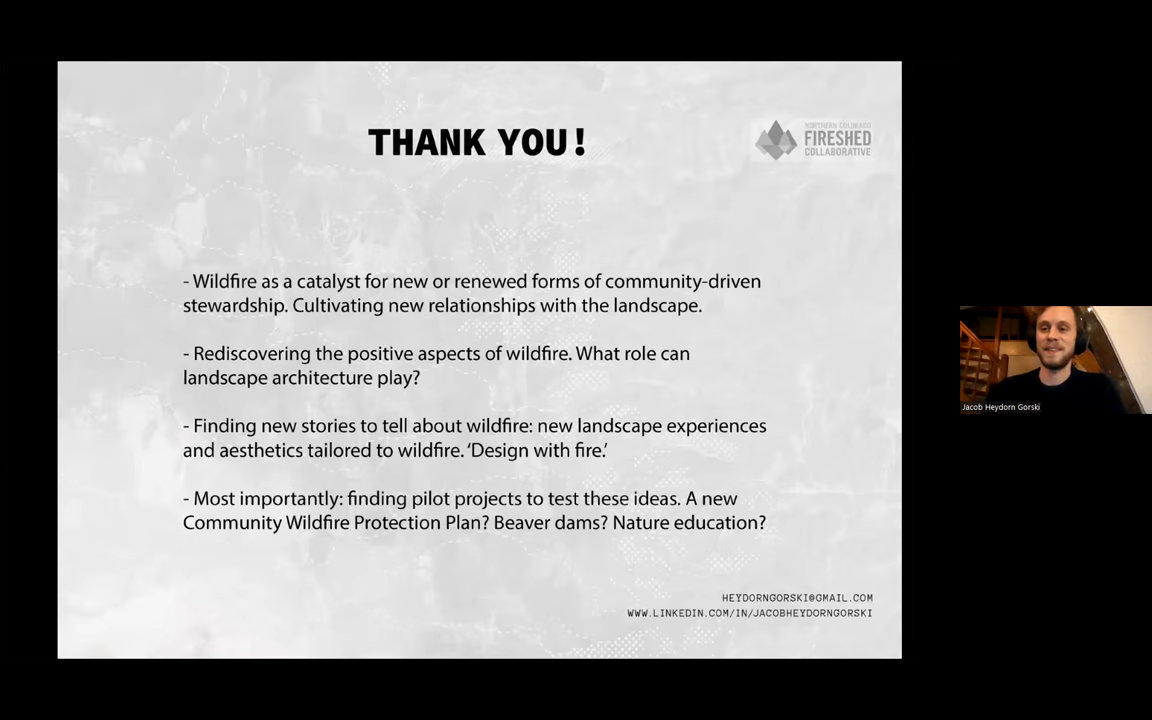 THANK YOU!
NORTHERN COLORADO
FIRESHED
COLLABORATIVE
- Wildfire as a catalyst for new or renewed forms of community-driven
stewardship. Cultivating new relationships with the landscape.
- Rediscovering the positive aspects of wildfire. What role can
landscape architecture play?
- Finding new stories to tell about wildfire: new landscape experiences
and aesthetics tailored to wildfire. ‘Design with fire.’
- Most importantly: finding pilot projects to test these ideas. A new
Community Wildfire Protection Plan? Beaver dams? Nature education?
HEYDORNGORSKI@GMAIL.COM
WWW.LINKEDIN.COM/IN/JACOBHEYDORNGORSKI
Jacob Heydorn Gorski